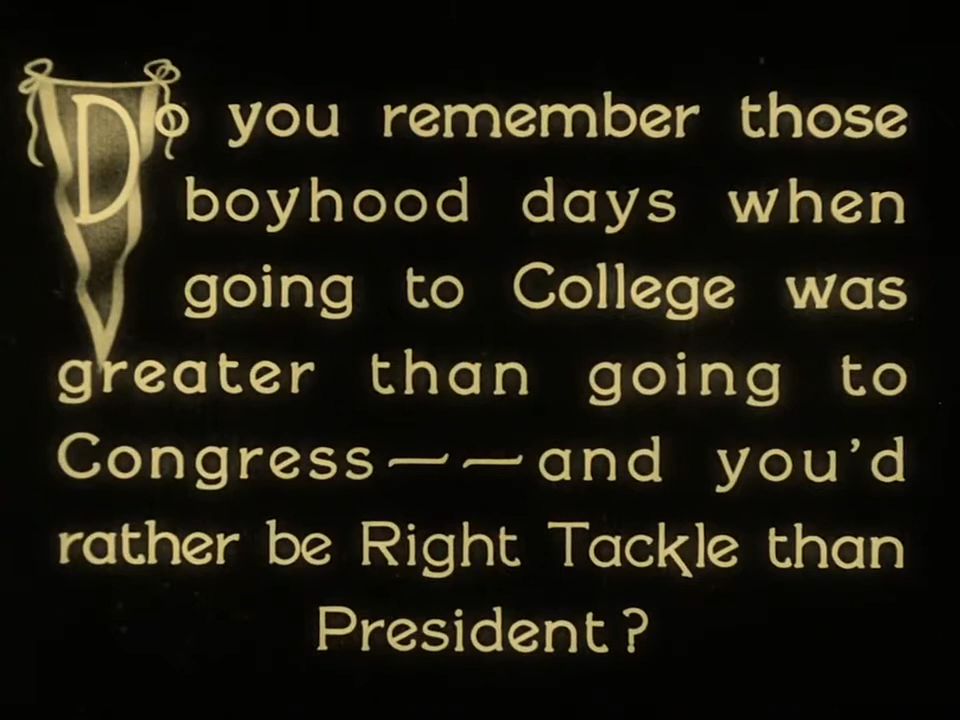 Do you remember those
boyhood days when
going to College was
greater than going to
Congress——and you'd
rather be Right Tackle than
President?